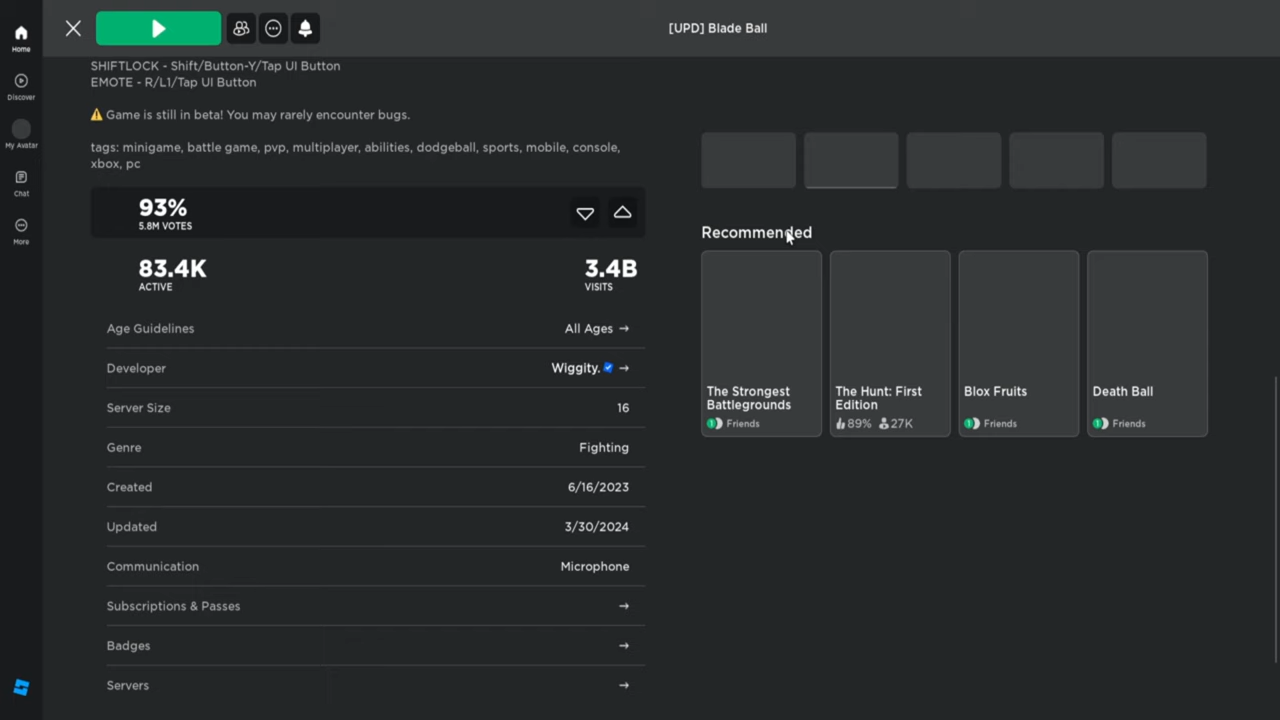 [UPD] Blade Ball
Home
Discover
My Avatar
Chat
More
SHIFTLOCK - Shift/Button-Y/Tap UI Button
EMOTE - R/L1/Tap UI Button
⚠️ Game is still in beta! You may rarely encounter bugs.
tags: minigame, battle game, pvp, multiplayer, abilities, dodgeball, sports, mobile, console,
xbox, pc
93%
5.8M VOTES
83.4K
ACTIVE
3.4B
VISITS
Age Guidelines
All Ages →
Developer
Wiggity. →
Server Size
16
Genre
Fighting
Created
6/16/2023
Updated
3/30/2024
Communication
Microphone
Subscriptions & Passes →
Badges →
Servers →
Recommended
The Strongest
Battlegrounds
1 Friends
The Hunt: First
Edition
89% 27K
Blox Fruits
1 Friends
Death Ball
1 Friends